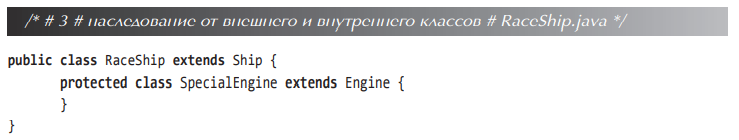 /* # 3 # наследование от внешнего и внутреннего классов # RaceShip.java */
public class RaceShip extends Ship {
protected class SpecialEngine extends Engine {
}
}